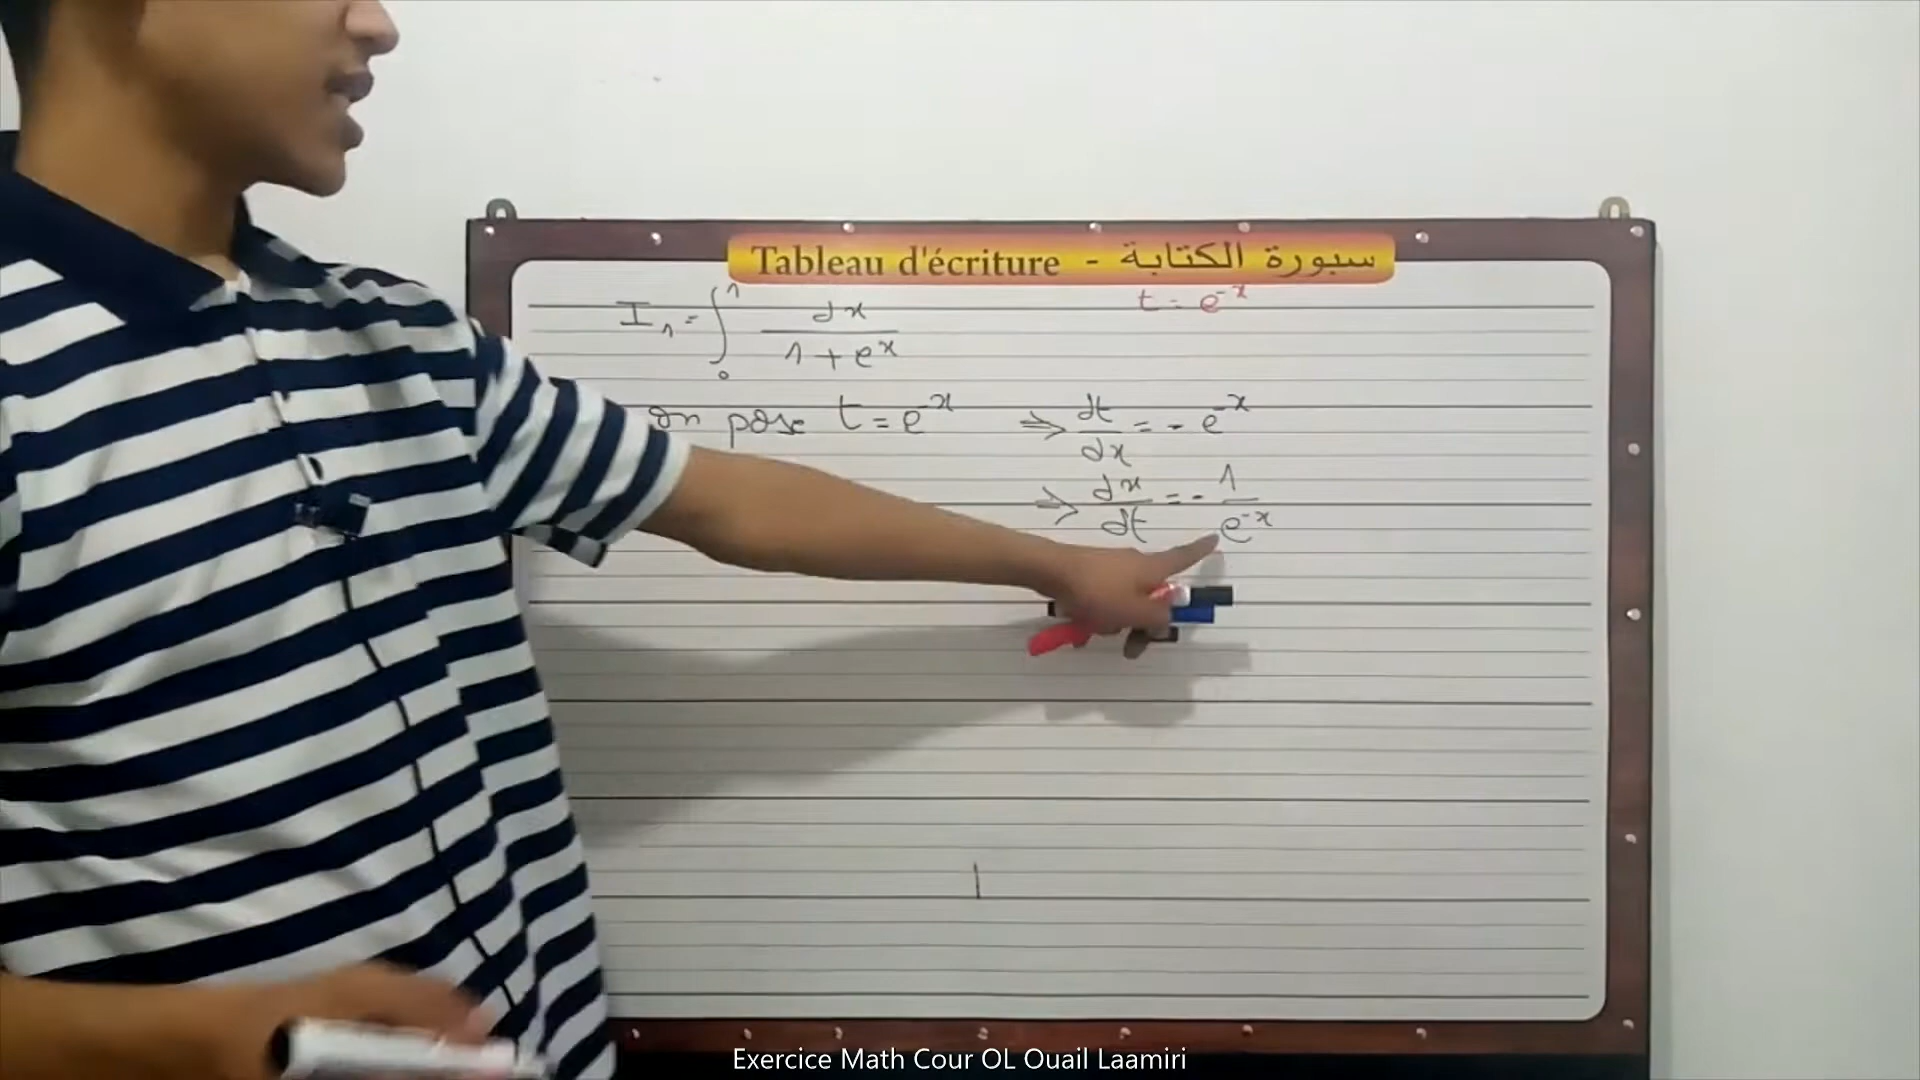 Tableau d'écriture - سبورة الكتابة
t = e^-x
I₁ = ∫₀¹ dx / (1 + e^x)
on pose t = e^-x ⇒ dt/dx = - e^-x
⇒ dx/dt = - 1/e^-x
Exercice Math Cour OL Ouail Laamiri